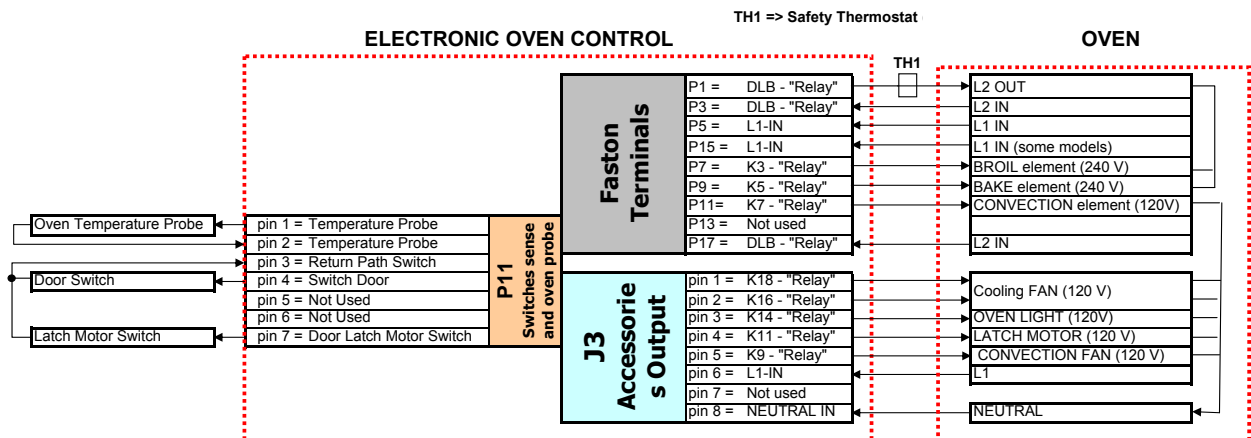 TH1 => Safety Thermostat
ELECTRONIC OVEN CONTROL
OVEN
TH1
Faston
Terminals
P1 = DLB - "Relay"
P3 = DLB - "Relay"
P5 = L1-IN
P15 = L1-IN
P7 = K3 - "Relay"
P9 = K5 - "Relay"
P11= K7 - "Relay"
P13 = Not used
P17 = DLB - "Relay"
L2 OUT
L2 IN
L1 IN
L1 IN (some models)
BROIL element (240 V)
BAKE element (240 V)
CONVECTION element (120V)
L2 IN
Oven Temperature Probe
Door Switch
Latch Motor Switch
pin 1 = Temperature Probe
pin 2 = Temperature Probe
pin 3 = Return Path Switch
pin 4 = Switch Door
pin 5 = Not Used
pin 6 = Not Used
pin 7 = Door Latch Motor Switch
P11
Switches sense
and oven probe
J3
Accessorie
s Output
pin 1 = K18 - "Relay"
pin 2 = K16 - "Relay"
pin 3 = K14 - "Relay"
pin 4 = K11 - "Relay"
pin 5 = K9 - "Relay"
pin 6 = L1-IN
pin 7 = Not used
pin 8 = NEUTRAL IN
Cooling FAN (120 V)
OVEN LIGHT (120V)
LATCH MOTOR (120 V)
CONVECTION FAN (120 V)
L1
NEUTRAL